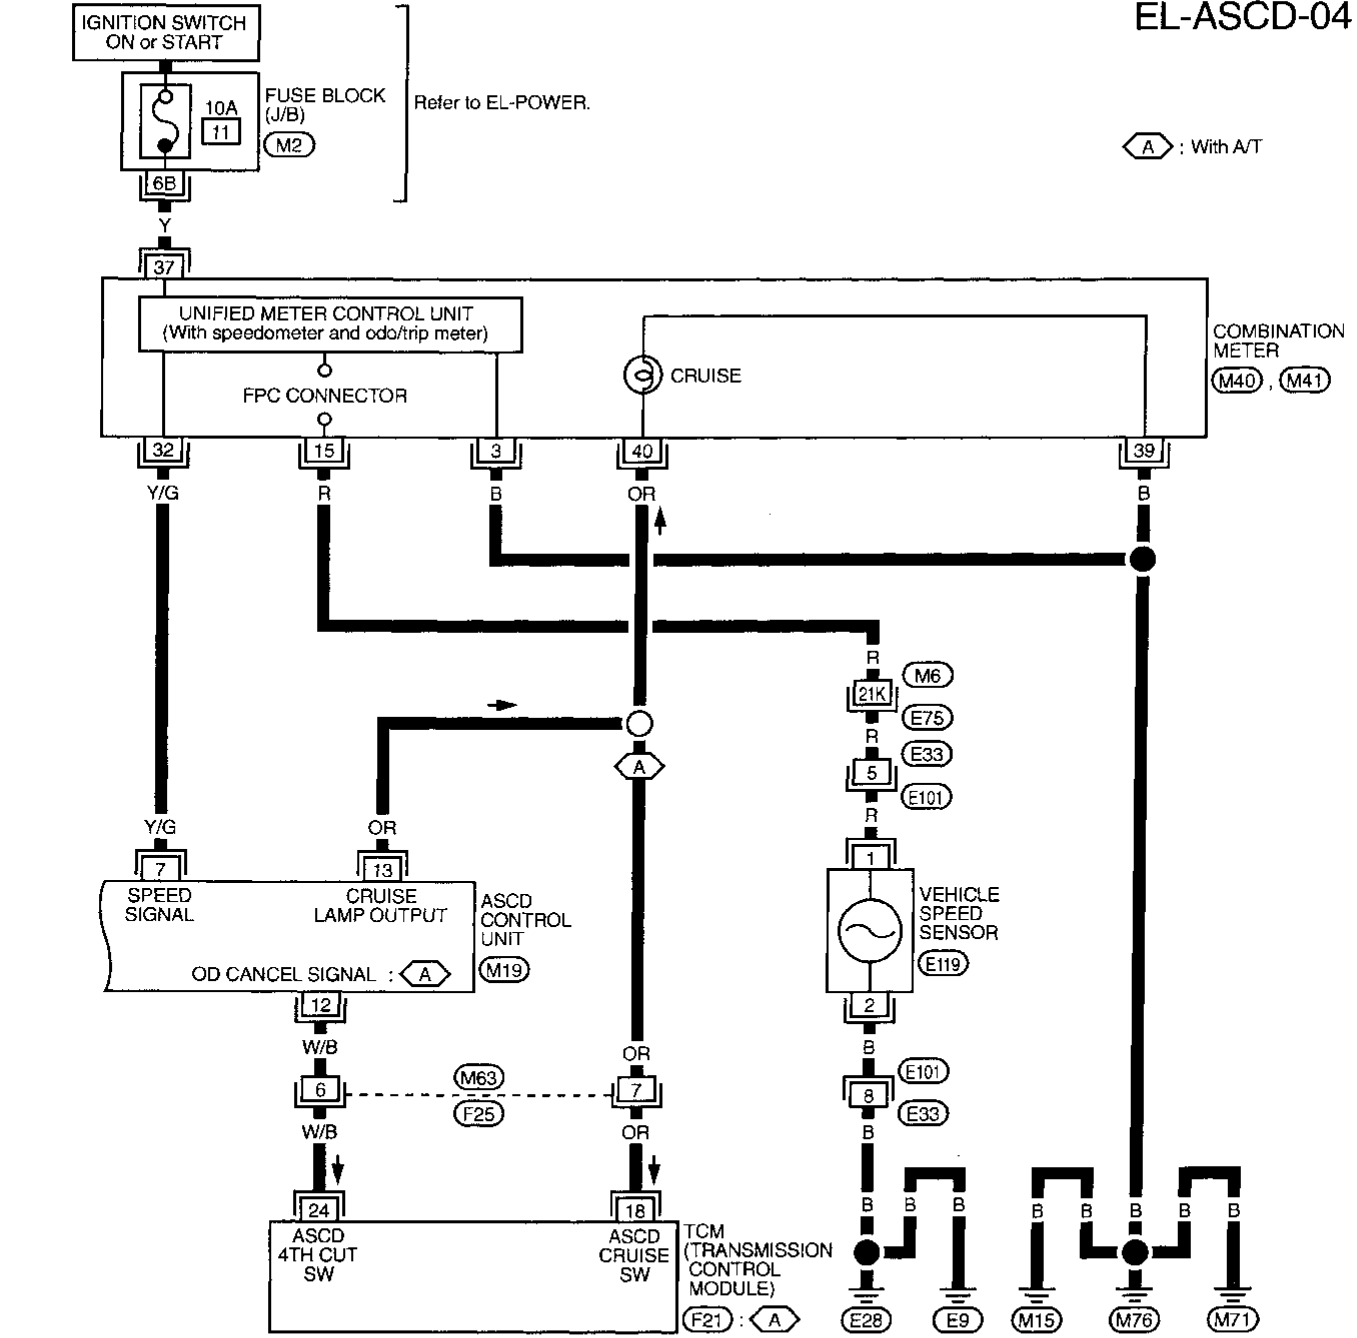 EL-ASCD-04
IGNITION SWITCH
ON or START
FUSE BLOCK
(J/B)
10A
11
M2
Refer to EL-POWER.
A : With A/T
6B
Y
37
UNIFIED METER CONTROL UNIT
(With speedometer and odo/trip meter)
FPC CONNECTOR
CRUISE
COMBINATION
METER
M40 , M41
32 15 3 40 39
Y/G R B OR B
R
M6
21K
E75
R
E33
5
E101
R
A
Y/G OR
7 13 1
SPEED
SIGNAL
CRUISE
LAMP OUTPUT
ASCD
CONTROL
UNIT
M19
OD CANCEL SIGNAL : A
VEHICLE
SPEED
SENSOR
E119
12 2
W/B OR B
6 M63 7
F25
E101
8
E33
W/B OR B
24 18
ASCD
4TH CUT
SW
ASCD
CRUISE
SW
TCM
(TRANSMISSION
CONTROL
MODULE)
F21 : A
B B B B B B B B
E28 E9 M15 M76 M71